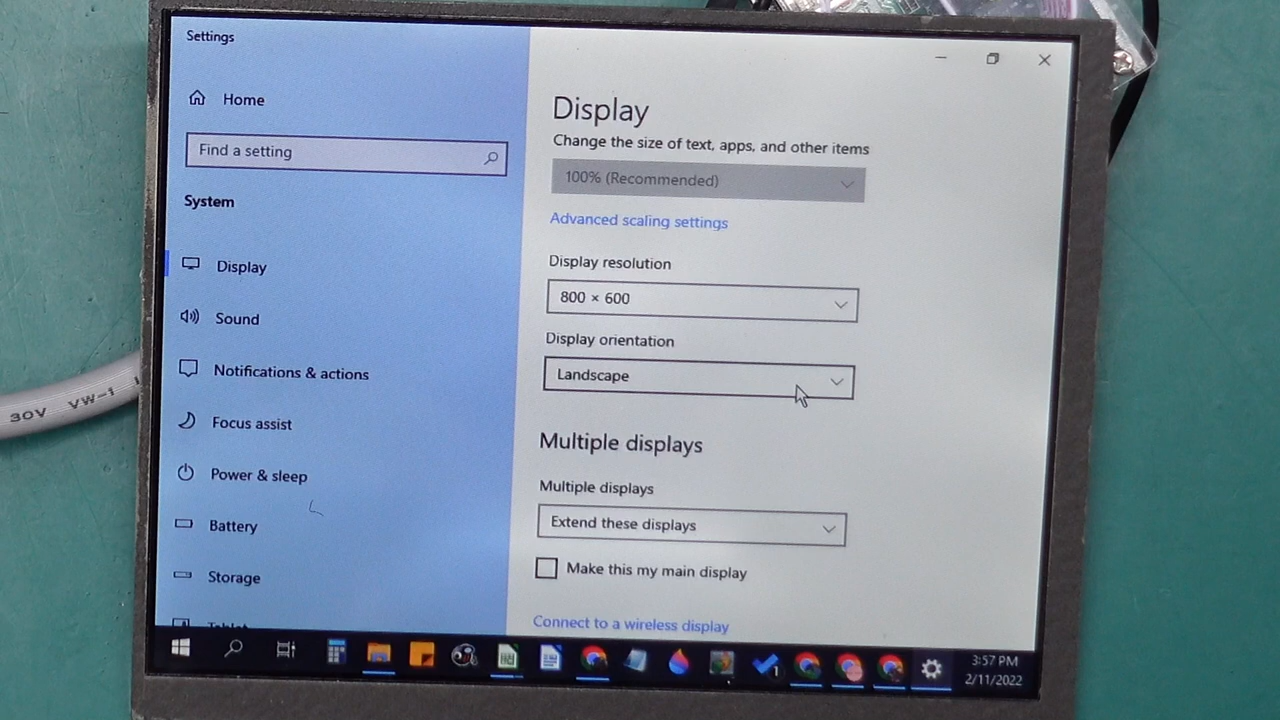 Settings
Home
Find a setting
System
Display
Sound
Notifications & actions
Focus assist
Power & sleep
Battery
Storage
Tablet
Display
Change the size of text, apps, and other items
100% (Recommended)
Advanced scaling settings
Display resolution
800 × 600
Display orientation
Landscape
Multiple displays
Multiple displays
Extend these displays
Make this my main display
Connect to a wireless display
1
3:57 PM
2/11/2022
30V VW-1